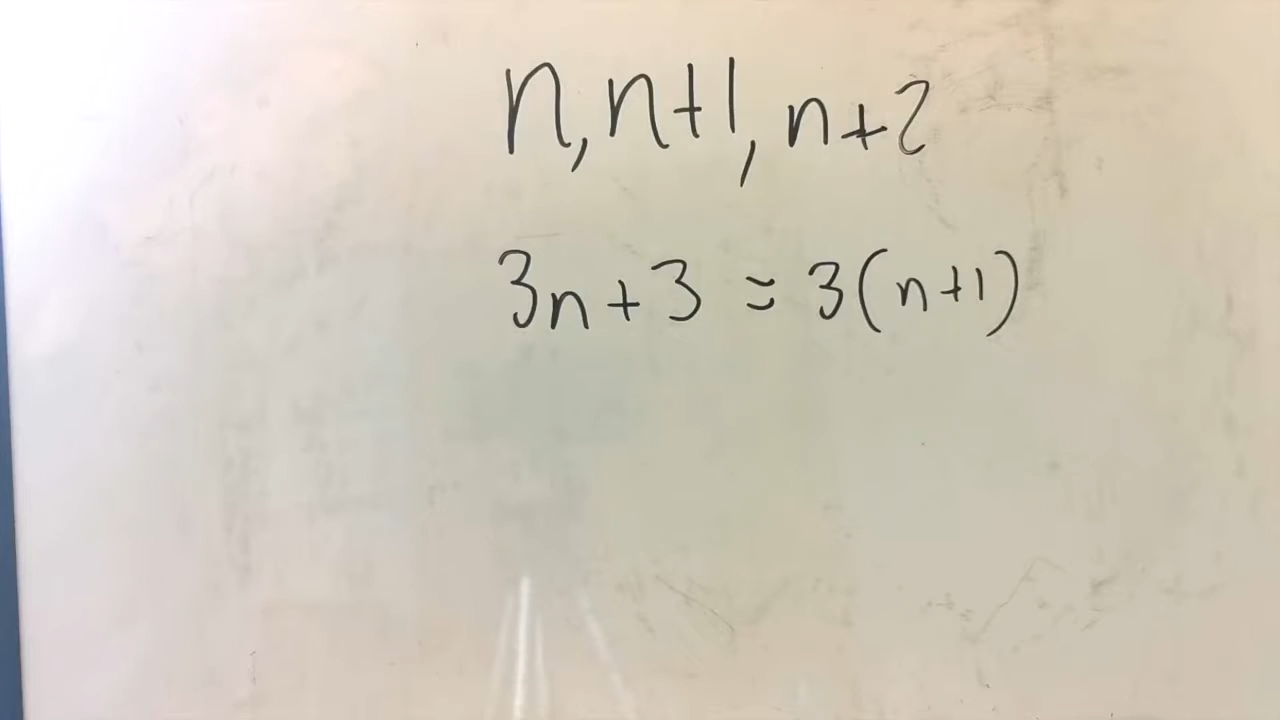 n, n+1, n+2
3n+3 = 3(n+1)